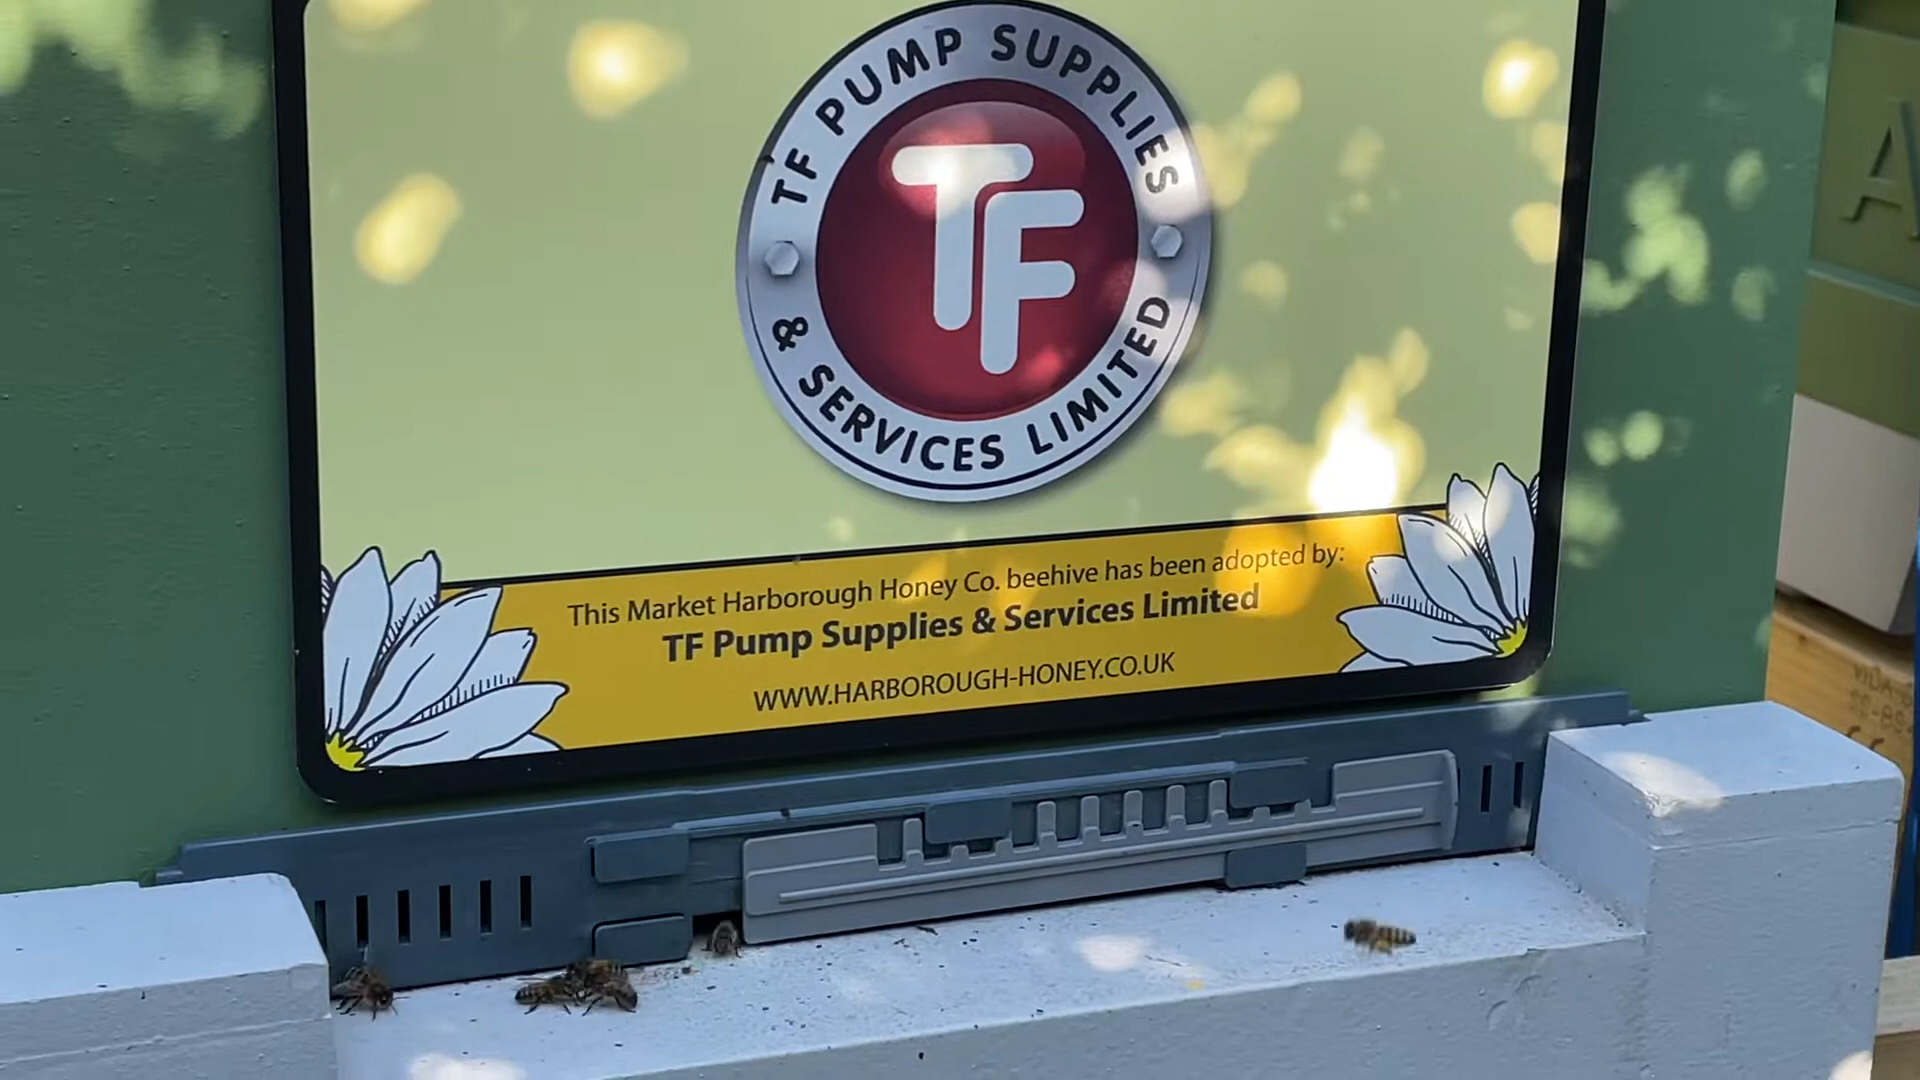 TF PUMP SUPPLIES
TF
& SERVICES LIMITED
This Market Harborough Honey Co. beehive has been adopted by:
TF Pump Supplies & Services Limited
WWW.HARBOROUGH-HONEY.CO.UK
A